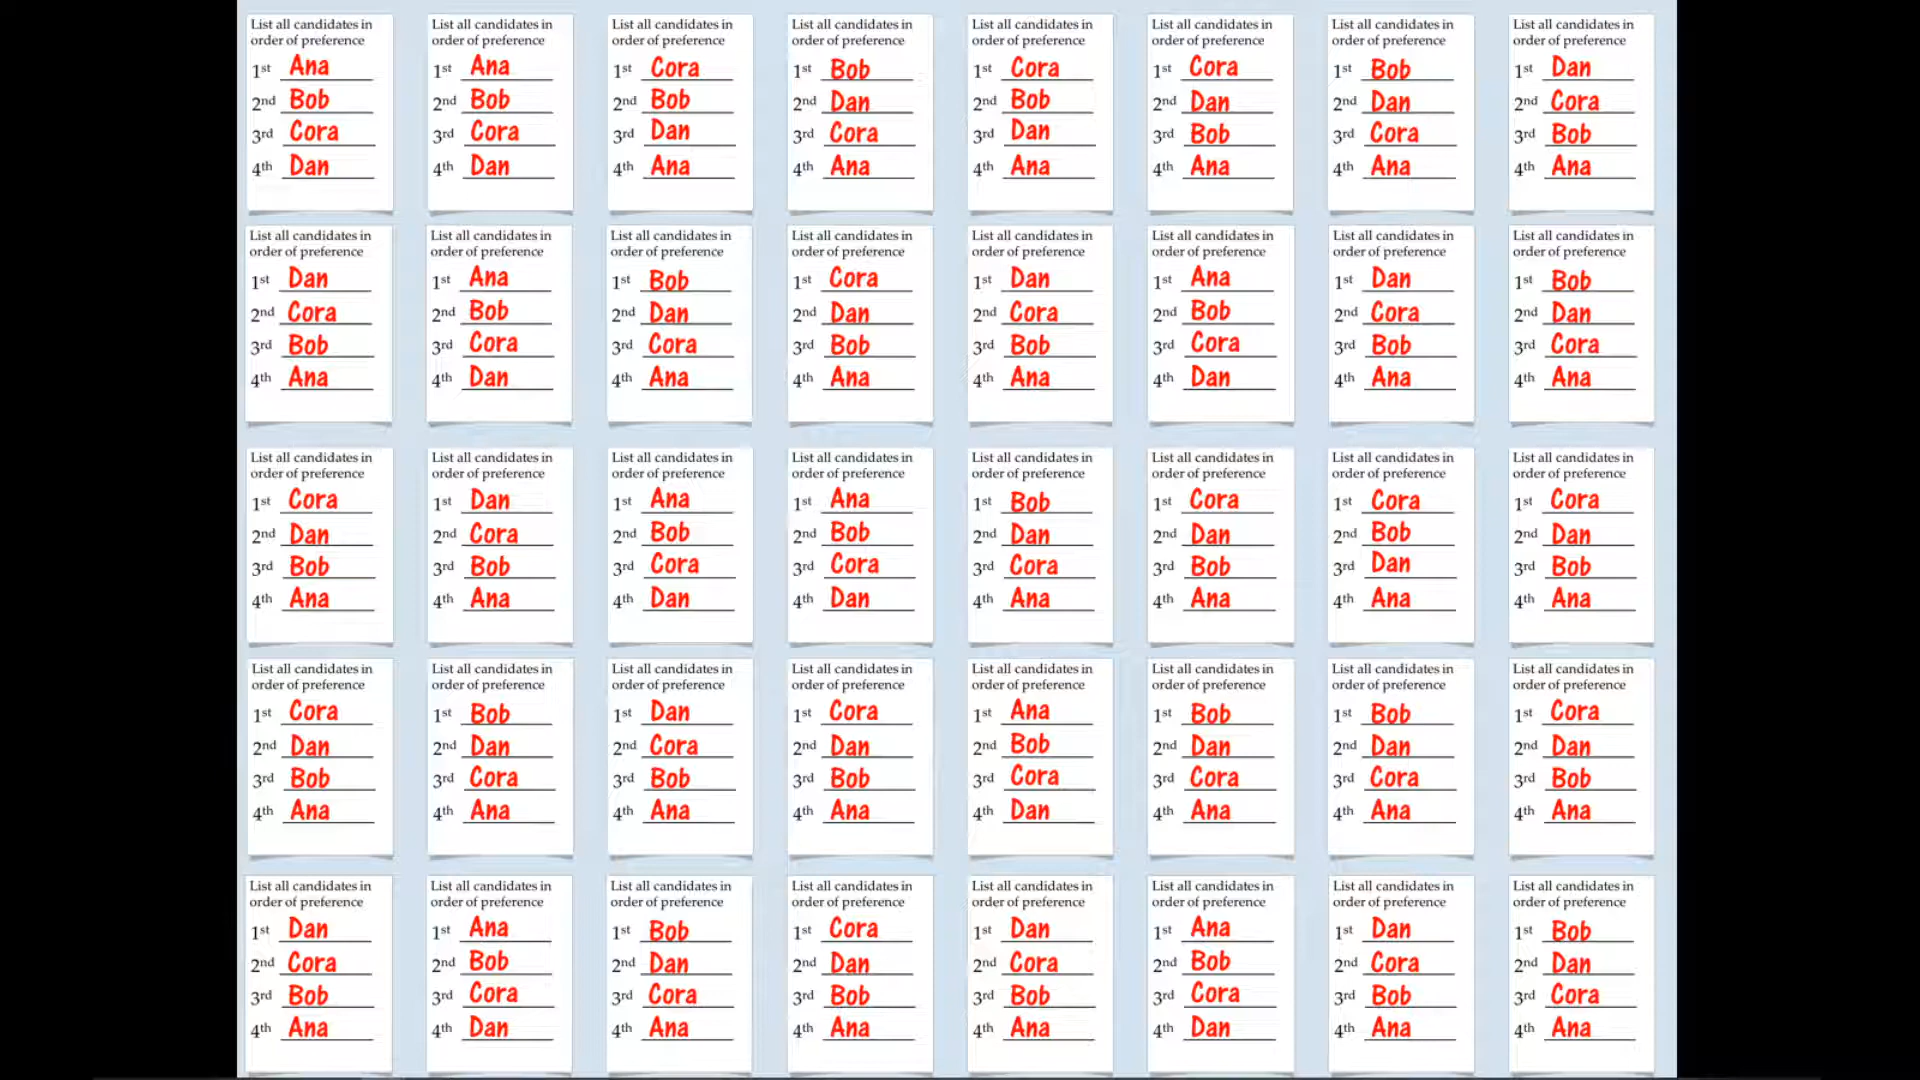 List all candidates in
order of preference
1st Ana
2nd Bob
3rd Cora
4th Dan
List all candidates in
order of preference
1st Ana
2nd Bob
3rd Cora
4th Dan
List all candidates in
order of preference
1st Cora
2nd Bob
3rd Dan
4th Ana
List all candidates in
order of preference
1st Bob
2nd Dan
3rd Cora
4th Ana
List all candidates in
order of preference
1st Cora
2nd Bob
3rd Dan
4th Ana
List all candidates in
order of preference
1st Cora
2nd Dan
3rd Bob
4th Ana
List all candidates in
order of preference
1st Bob
2nd Dan
3rd Cora
4th Ana
List all candidates in
order of preference
1st Dan
2nd Cora
3rd Bob
4th Ana
List all candidates in
order of preference
1st Dan
2nd Cora
3rd Bob
4th Ana
List all candidates in
order of preference
1st Ana
2nd Bob
3rd Cora
4th Dan
List all candidates in
order of preference
1st Bob
2nd Dan
3rd Cora
4th Ana
List all candidates in
order of preference
1st Cora
2nd Dan
3rd Bob
4th Ana
List all candidates in
order of preference
1st Dan
2nd Cora
3rd Bob
4th Ana
List all candidates in
order of preference
1st Ana
2nd Bob
3rd Cora
4th Dan
List all candidates in
order of preference
1st Dan
2nd Cora
3rd Bob
4th Ana
List all candidates in
order of preference
1st Bob
2nd Dan
3rd Cora
4th Ana
List all candidates in
order of preference
1st Cora
2nd Dan
3rd Bob
4th Ana
List all candidates in
order of preference
1st Dan
2nd Cora
3rd Bob
4th Ana
List all candidates in
order of preference
1st Ana
2nd Bob
3rd Cora
4th Dan
List all candidates in
order of preference
1st Ana
2nd Bob
3rd Cora
4th Dan
List all candidates in
order of preference
1st Bob
2nd Dan
3rd Cora
4th Ana
List all candidates in
order of preference
1st Cora
2nd Dan
3rd Bob
4th Ana
List all candidates in
order of preference
1st Cora
2nd Bob
3rd Dan
4th Ana
List all candidates in
order of preference
1st Cora
2nd Dan
3rd Bob
4th Ana
List all candidates in
order of preference
1st Cora
2nd Dan
3rd Bob
4th Ana
List all candidates in
order of preference
1st Bob
2nd Dan
3rd Cora
4th Ana
List all candidates in
order of preference
1st Dan
2nd Cora
3rd Bob
4th Ana
List all candidates in
order of preference
1st Cora
2nd Dan
3rd Bob
4th Ana
List all candidates in
order of preference
1st Ana
2nd Bob
3rd Cora
4th Dan
List all candidates in
order of preference
1st Bob
2nd Dan
3rd Cora
4th Ana
List all candidates in
order of preference
1st Bob
2nd Dan
3rd Cora
4th Ana
List all candidates in
order of preference
1st Cora
2nd Dan
3rd Bob
4th Ana
List all candidates in
order of preference
1st Dan
2nd Cora
3rd Bob
4th Ana
List all candidates in
order of preference
1st Ana
2nd Bob
3rd Cora
4th Dan
List all candidates in
order of preference
1st Bob
2nd Dan
3rd Cora
4th Ana
List all candidates in
order of preference
1st Cora
2nd Dan
3rd Bob
4th Ana
List all candidates in
order of preference
1st Dan
2nd Cora
3rd Bob
4th Ana
List all candidates in
order of preference
1st Ana
2nd Bob
3rd Cora
4th Dan
List all candidates in
order of preference
1st Dan
2nd Cora
3rd Bob
4th Ana
List all candidates in
order of preference
1st Bob
2nd Dan
3rd Cora
4th Ana